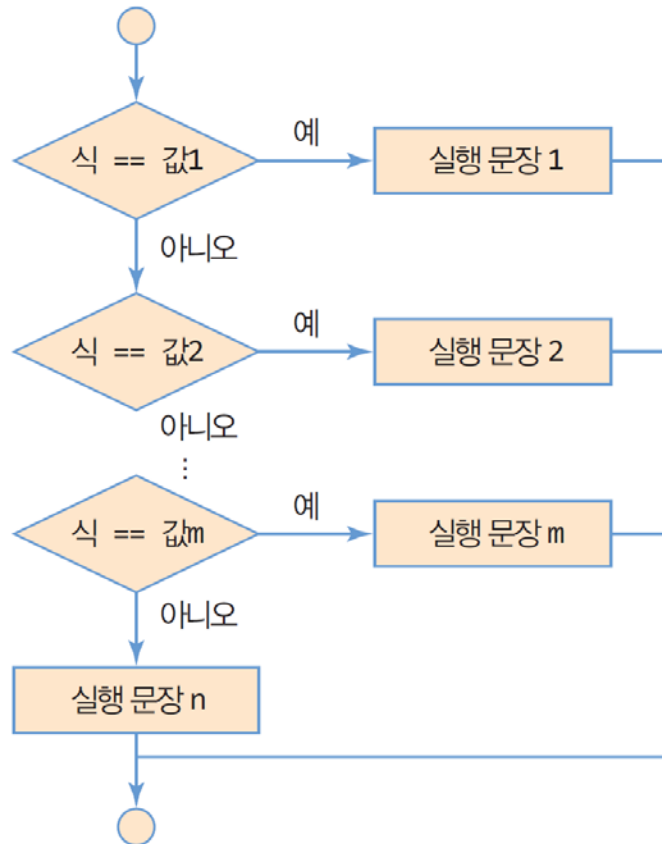 예
식 == 값1
실행 문장 1
아니오
예
식 == 값2
실행 문장 2
아니오
⋮
예
식 == 값m
실행 문장 m
아니오
실행 문장 n